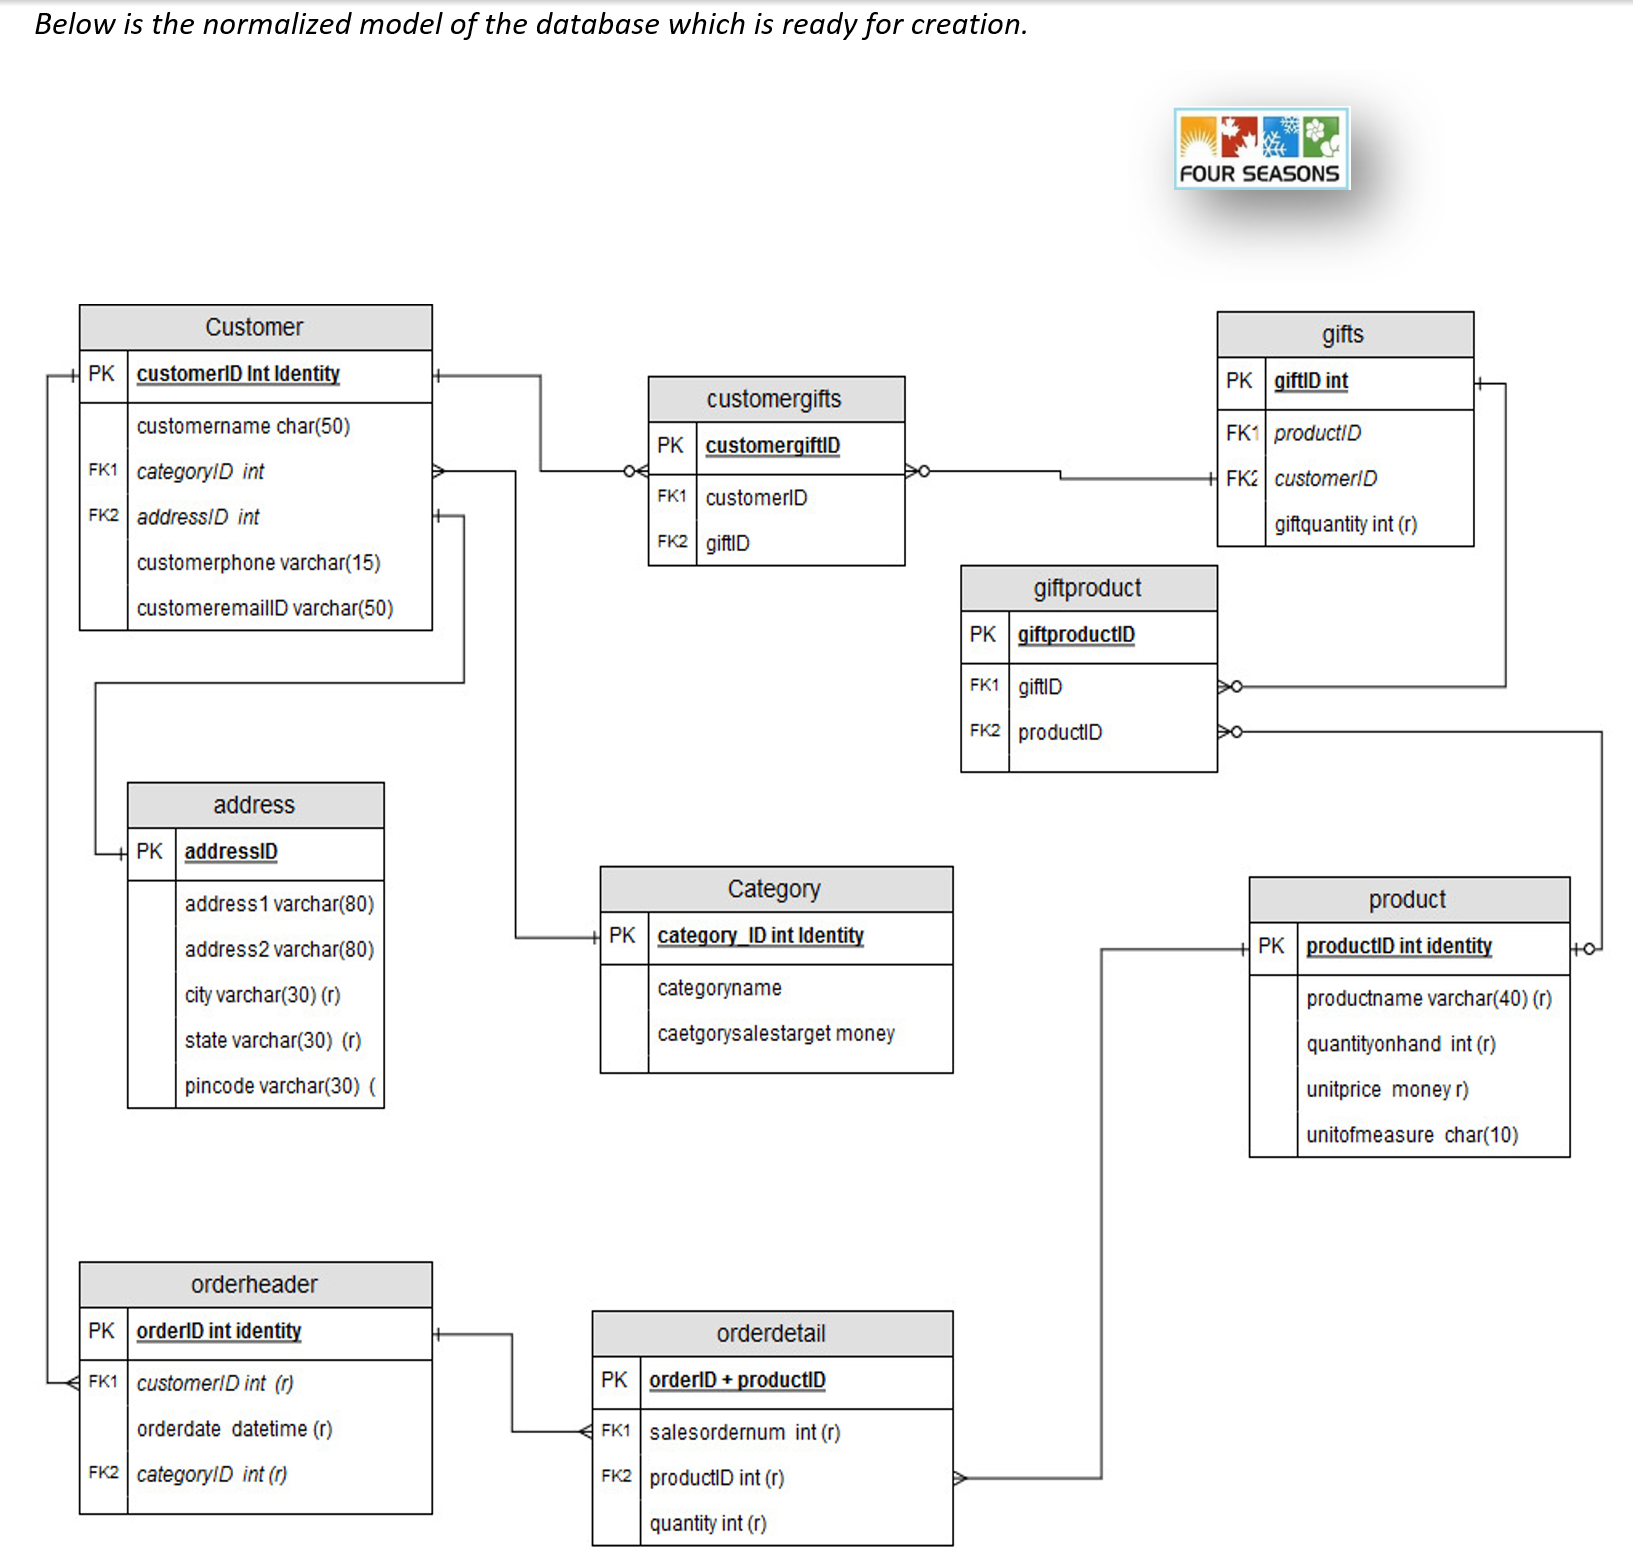 Below is the normalized model of the database which is ready for creation.
FOUR SEASONS
Customer
PK customerID Int Identity
customername char(50)
FK1 categoryID int
FK2 addressID int
customerphone varchar(15)
customeremailID varchar(50)
customergifts
PK customergiftID
FK1 customerID
FK2 giftID
gifts
PK giftID int
FK1 productID
FK2 customerID
giftquantity int (r)
giftproduct
PK giftproductID
FK1 giftID
FK2 productID
address
PK addressID
address1 varchar(80)
address2 varchar(80)
city varchar(30) (r)
state varchar(30) (r)
pincode varchar(30) (
Category
PK category_ID int Identity
categoryname
caetgorysalestarget money
product
PK productID int identity
productname varchar(40) (r)
quantityonhand int (r)
unitprice money r)
unitofmeasure char(10)
orderheader
PK orderID int identity
FK1 customerID int (r)
orderdate datetime (r)
FK2 categoryID int (r)
orderdetail
PK orderID + productID
FK1 salesordernum int (r)
FK2 productID int (r)
quantity int (r)